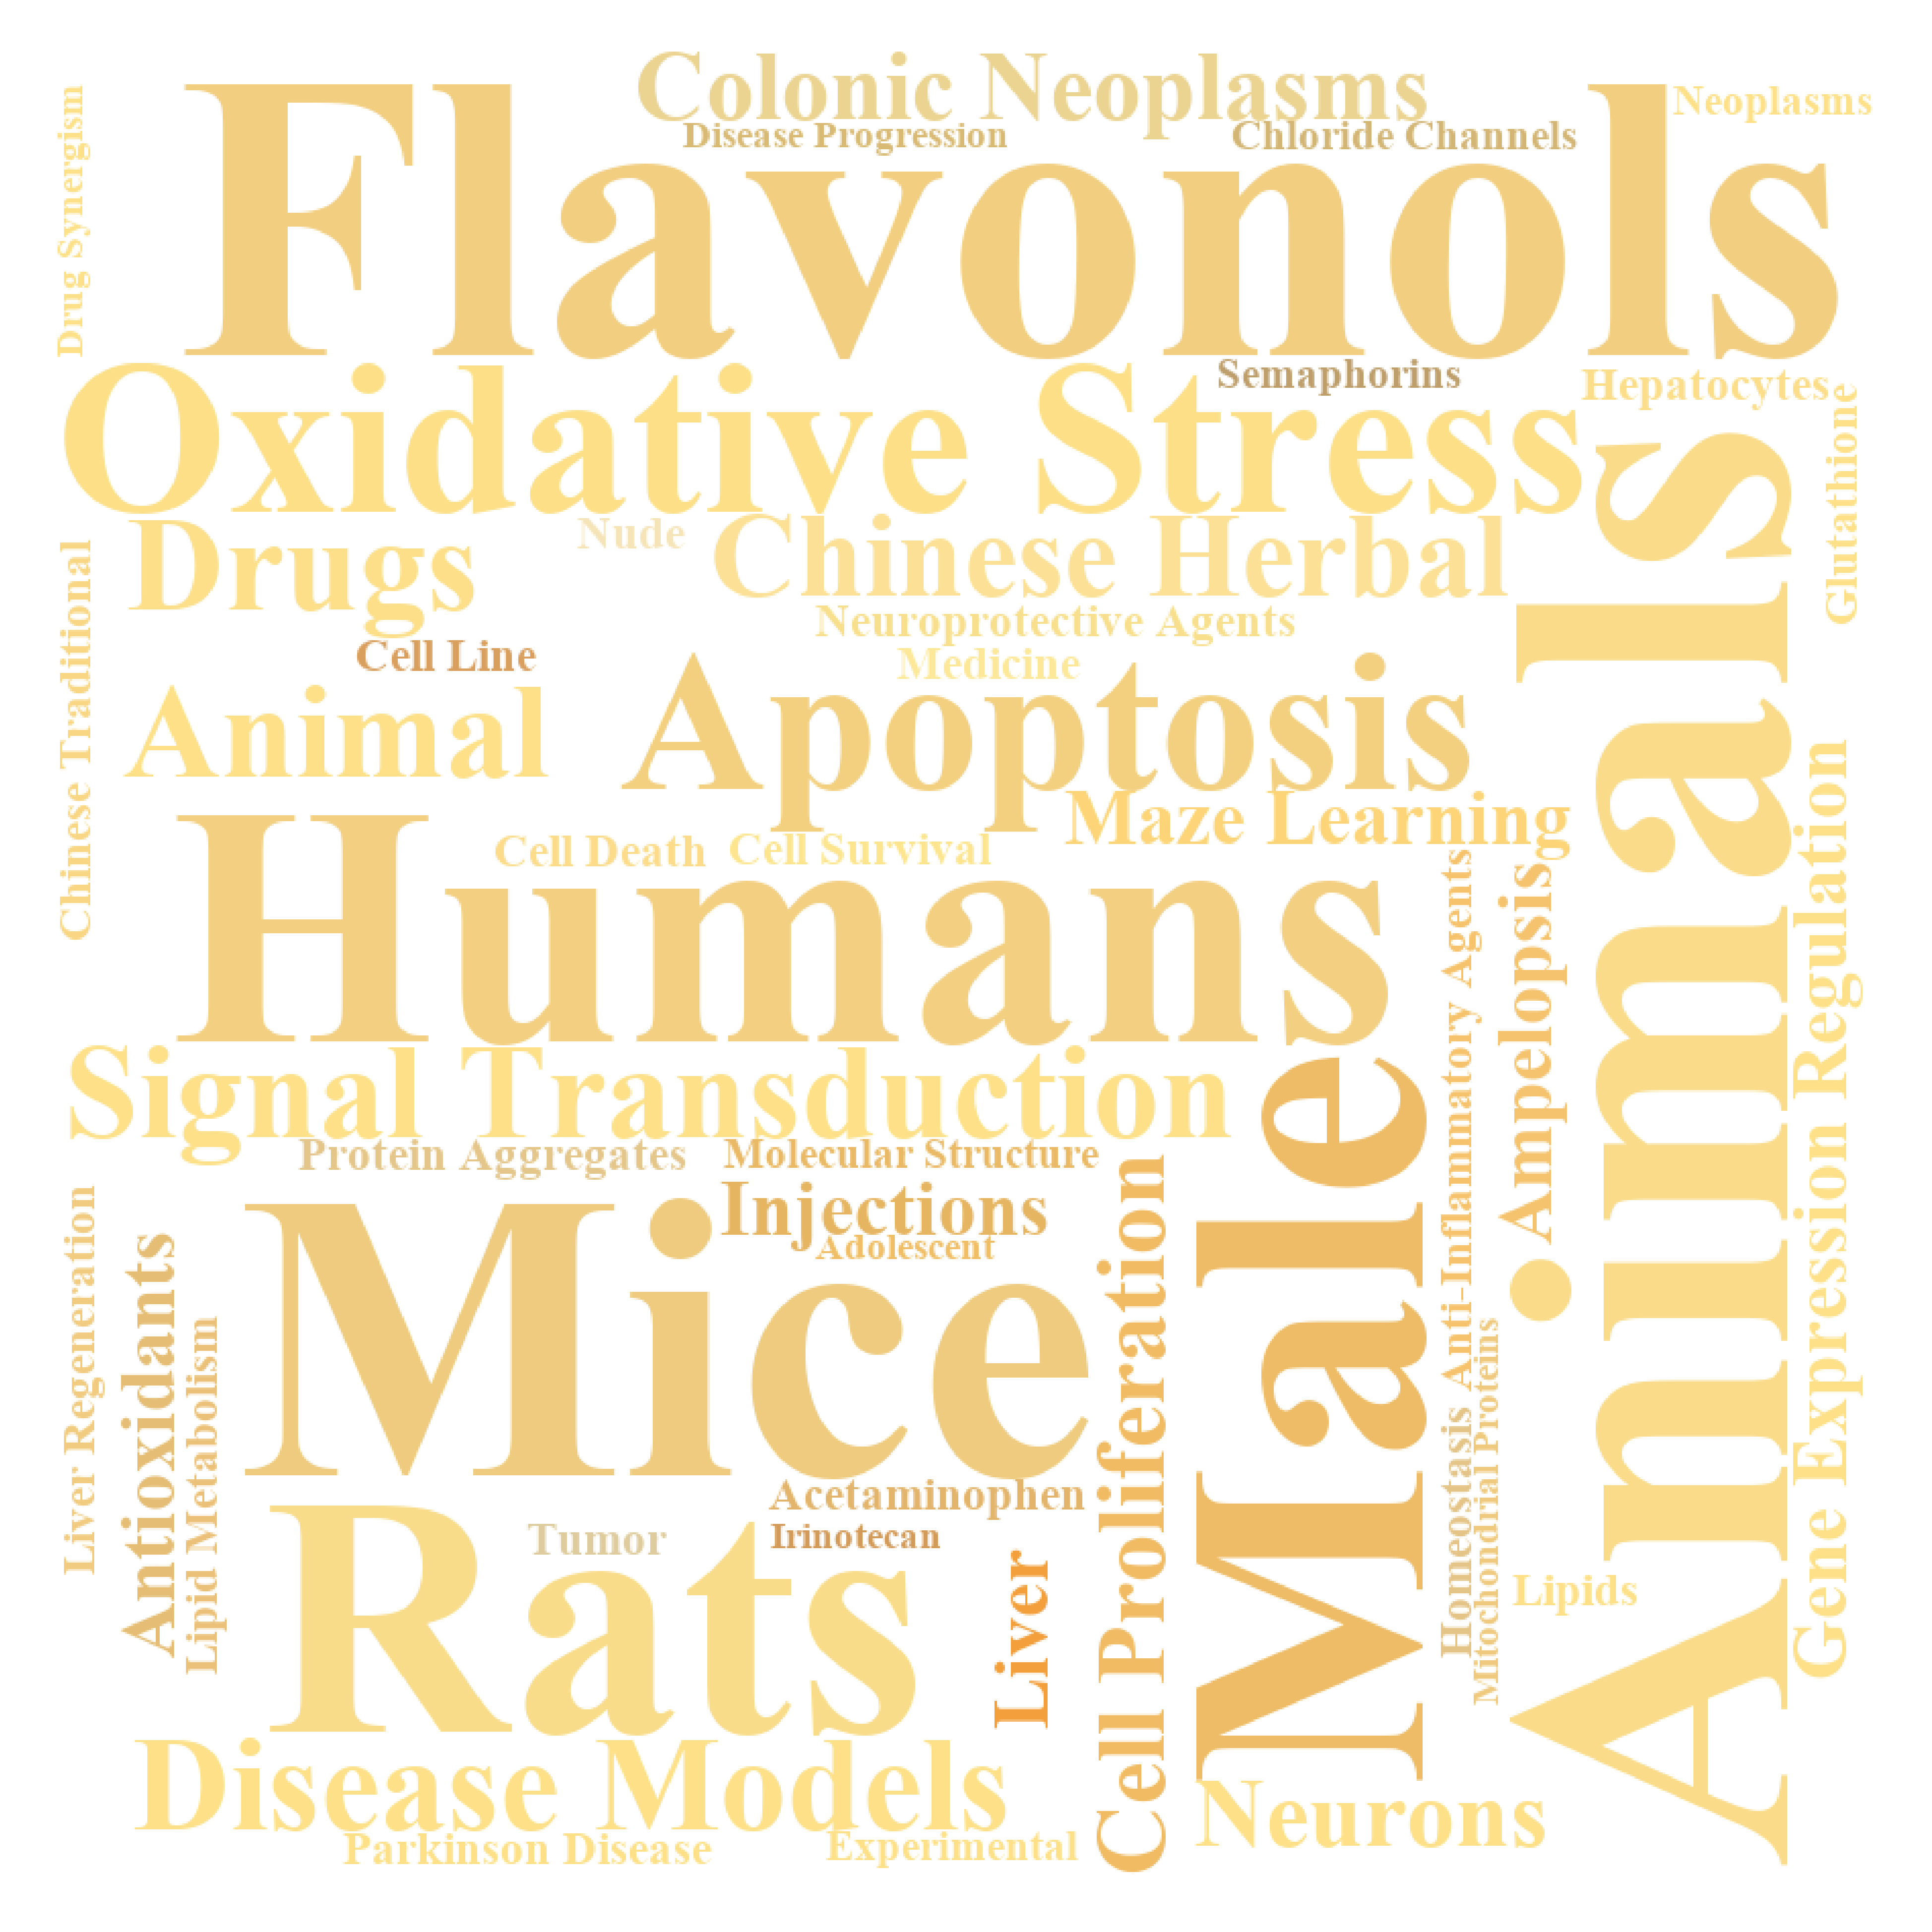 Colonic Neoplasms
Neoplasms
Disease Progression
Chloride Channels
Drug Synergism
Flavonols
Semaphorins
Hepatocytes
Oxidative Stress
Glutathione
Drugs
Nude
Chinese Herbal
Neuroprotective Agents
Chinese Traditional
Cell Line
Medicine
Animal
Apoptosis
Animals
Maze Learning
Cell Death
Cell Survival
Humans
Gene Expression Regulation
Anti-Inflammatory Agents
Ampelopsis
Signal Transduction
Male
Protein Aggregates
Molecular Structure
Injections
Adolescent
Cell Proliferation
Liver Regeneration
Antioxidants
Lipid Metabolism
Mice
Homeostasis
Mitochondrial Proteins
Acetaminophen
Tumor
Irinotecan
Rats
Liver
Lipids
Disease Models
Neurons
Parkinson Disease
Experimental